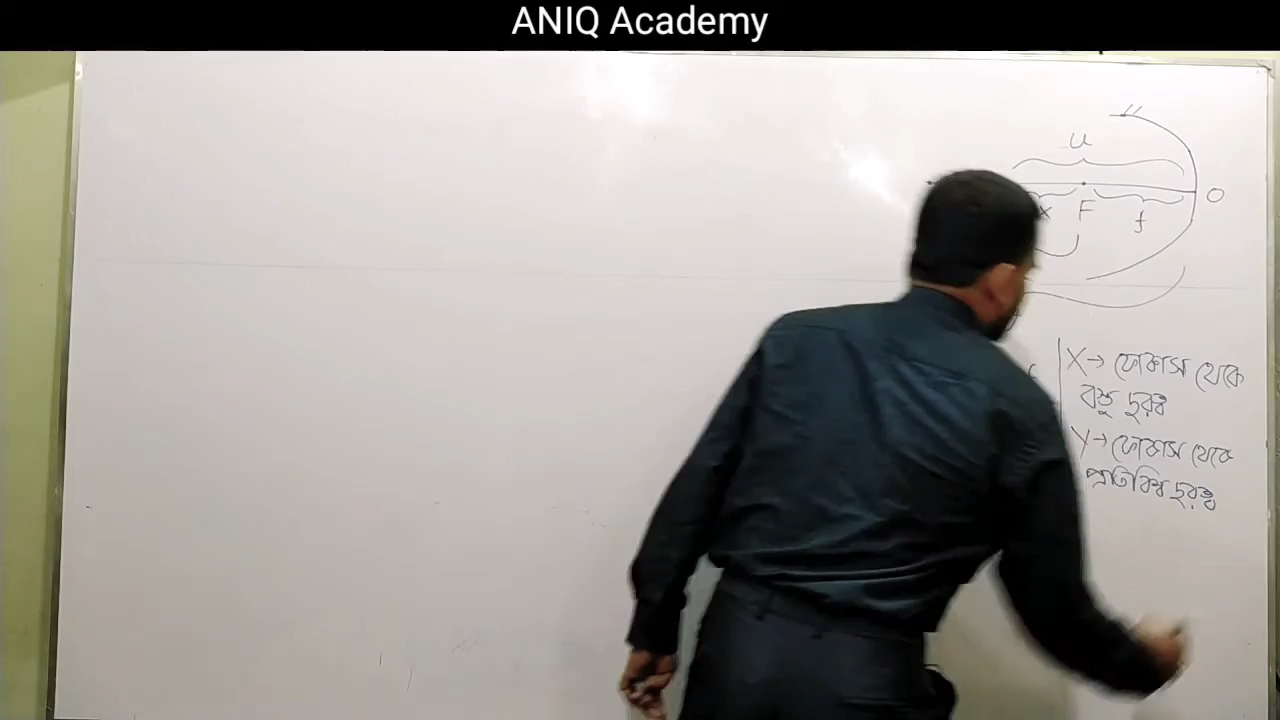 ANIQ Academy
u
x F f O
X → ফোকাস থেকে
বস্তু দূরত্ব
Y → ফোকাস থেকে
প্রতিবিম্ব দূরত্ব